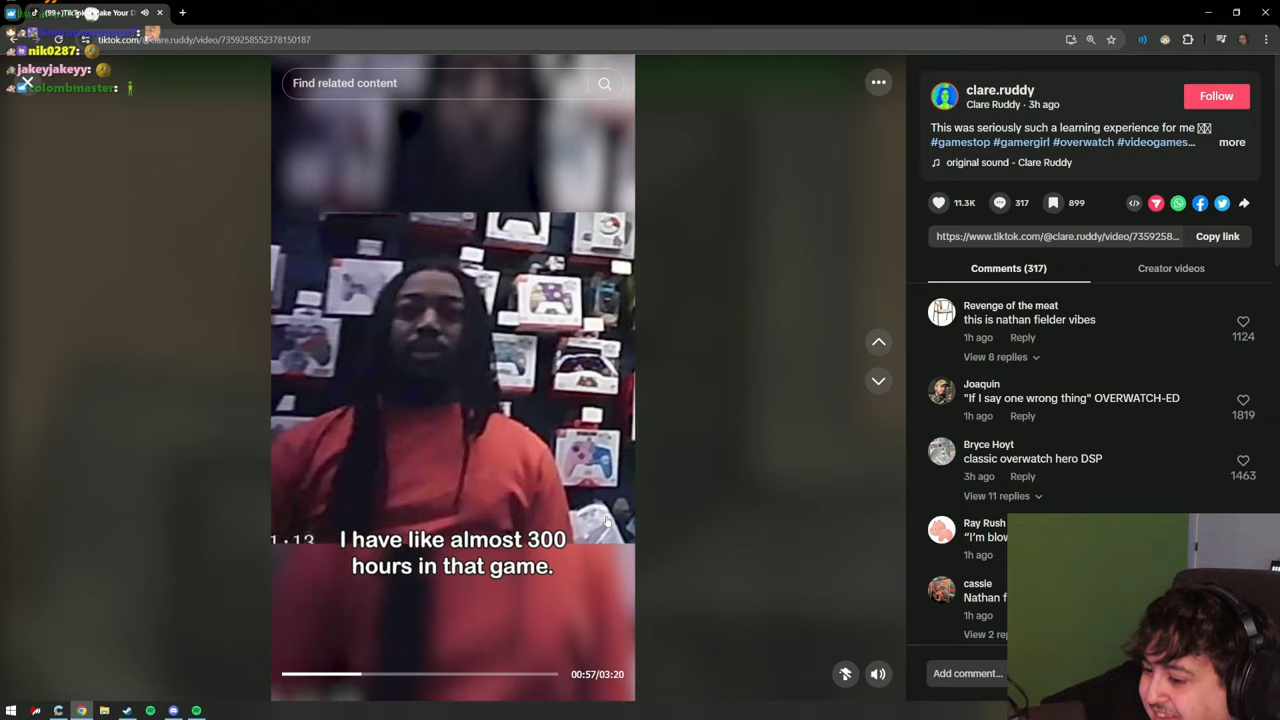 nik0287:
jakeyjakeyy:
colombmaster:
tiktok.com/@clare.ruddy/video/7359258552378150187
Find related content
1:13
I have like almost 300
hours in that game.
00:57/03:20
clare.ruddy
Clare Ruddy · 3h ago
Follow
This was seriously such a learning experience for me
#gamestop #gamergirl #overwatch #videogames...
more
original sound - Clare Ruddy
11.3K
317
899
https://www.tiktok.com/@clare.ruddy/video/7359258...
Copy link
Comments (317)
Creator videos
Revenge of the meat
this is nathan fielder vibes
1h ago
Reply
1124
View 8 replies
Joaquin
"If I say one wrong thing" OVERWATCH-ED
1h ago
Reply
1819
Bryce Hoyt
classic overwatch hero DSP
3h ago
Reply
1463
View 11 replies
Ray Rush
"I'm blow
1h ago
cassie
Nathan f
1h ago
View 2 rep
Add comment...